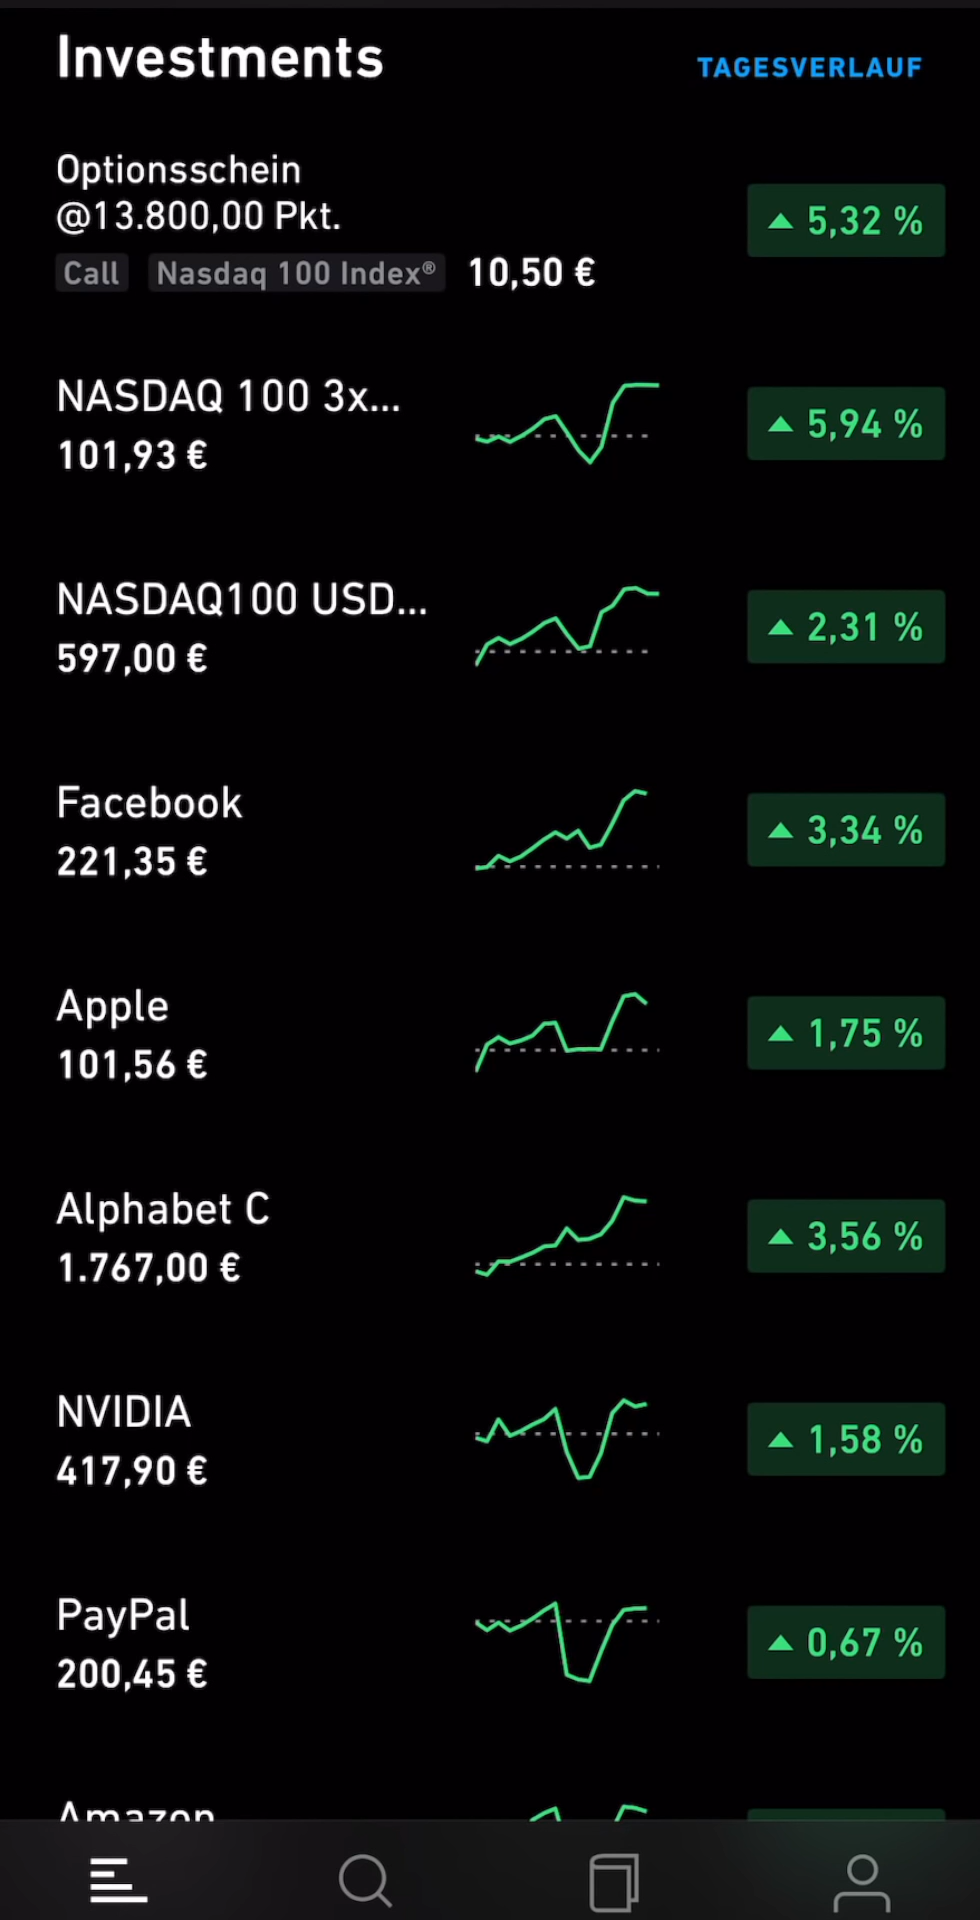 Investments
TAGESVERLAUF
Optionsschein
@13.800,00 Pkt.
Call Nasdaq 100 Index® 10,50 €
▲ 5,32 %
NASDAQ 100 3x...
101,93 €
▲ 5,94 %
NASDAQ100 USD...
597,00 €
▲ 2,31 %
Facebook
221,35 €
▲ 3,34 %
Apple
101,56 €
▲ 1,75 %
Alphabet C
1.767,00 €
▲ 3,56 %
NVIDIA
417,90 €
▲ 1,58 %
PayPal
200,45 €
▲ 0,67 %
Amazon